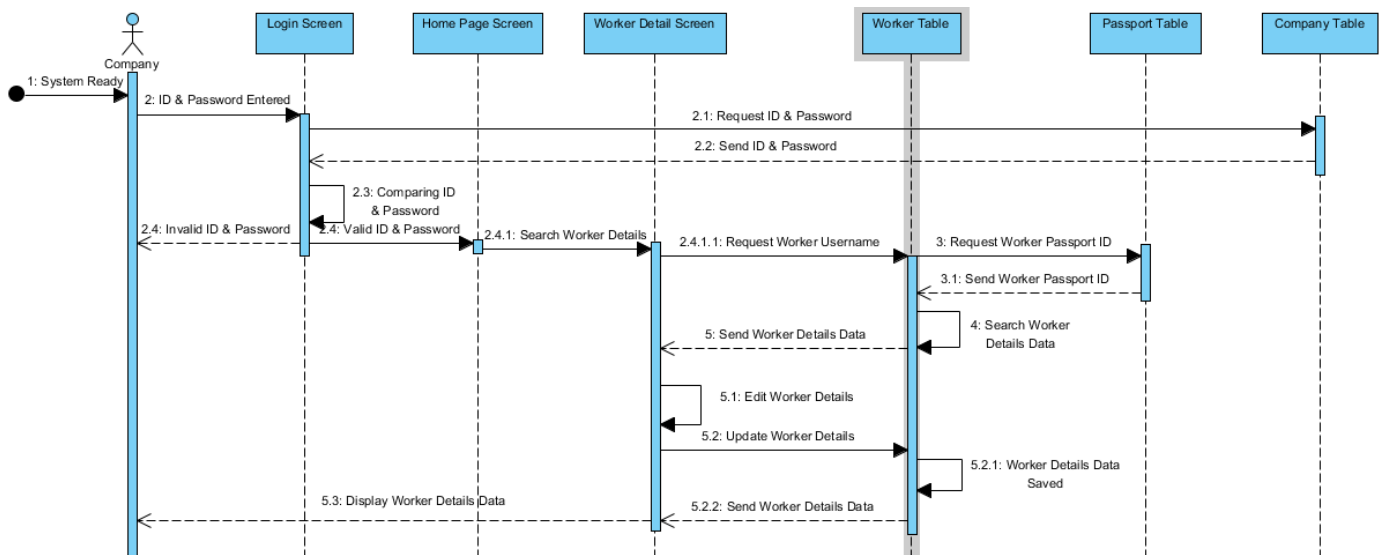 Login Screen
Home Page Screen
Worker Detail Screen
Worker Table
Passport Table
Company Table
Company
1: System Ready
2: ID & Password Entered
2.1: Request ID & Password
2.2: Send ID & Password
2.3: Comparing ID
& Password
2.4: Invalid ID & Password
2.4: Valid ID & Password
2.4.1: Search Worker Details
2.4.1.1: Request Worker Username
3: Request Worker Passport ID
3.1: Send Worker Passport ID
4: Search Worker
Details Data
5: Send Worker Details Data
5.1: Edit Worker Details
5.2: Update Worker Details
5.2.1: Worker Details Data
Saved
5.3: Display Worker Details Data
5.2.2: Send Worker Details Data